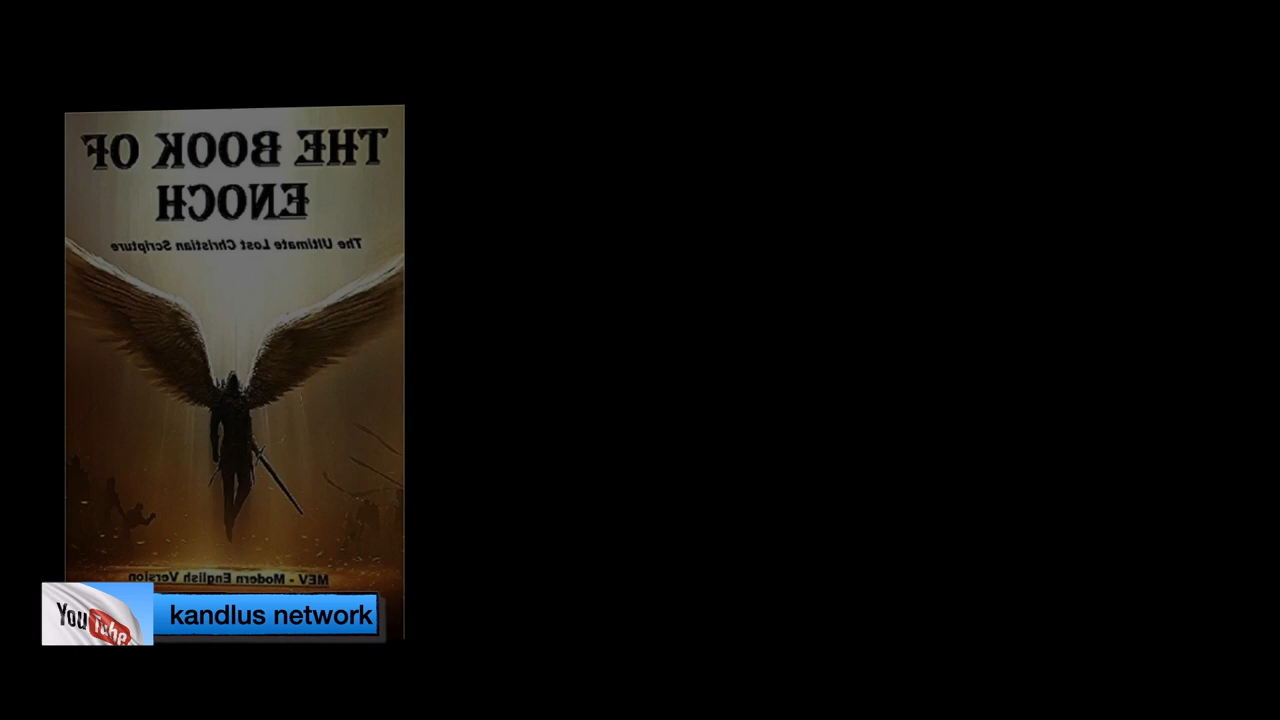 THE BOOK OF
ENOCH
The Ultimate Lost Christian Scripture
MEV - Modern English Version
YouTube
kandlus network